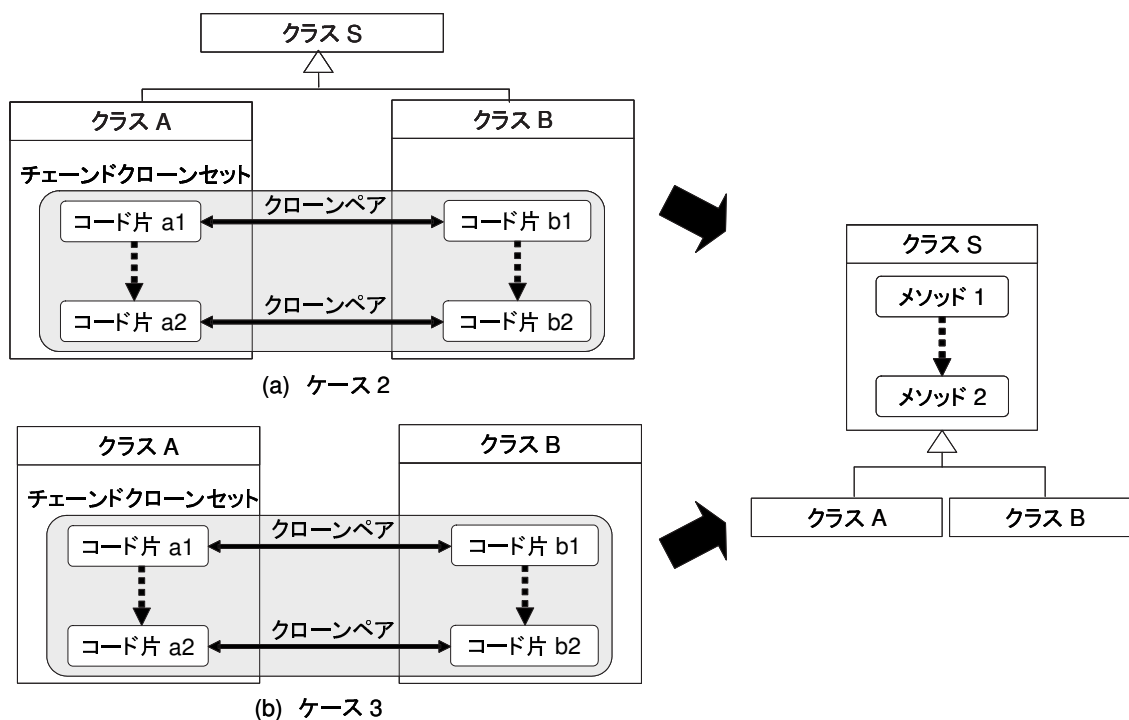 クラス S
クラス A
クラス B
チェーンドクローンセット
クローンペア
コード片 a1
コード片 b1
クローンペア
コード片 a2
コード片 b2
(a) ケース 2
クラス A
クラス B
チェーンドクローンセット
クローンペア
コード片 a1
コード片 b1
クローンペア
コード片 a2
コード片 b2
(b) ケース 3
クラス S
メソッド 1
メソッド 2
クラス A
クラス B